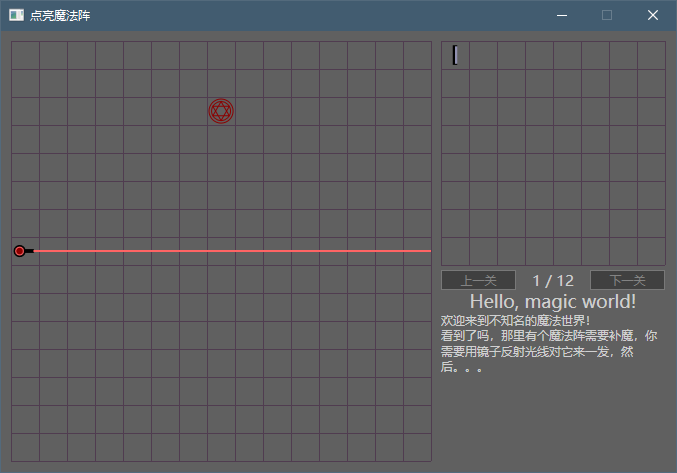 点亮魔法阵
上一关 1 / 12 下一关
Hello, magic world!
欢迎来到不知名的魔法世界！
看到了吗，那里有个魔法阵需要补魔，你
需要用镜子反射光线对它来一发，然
后。。。